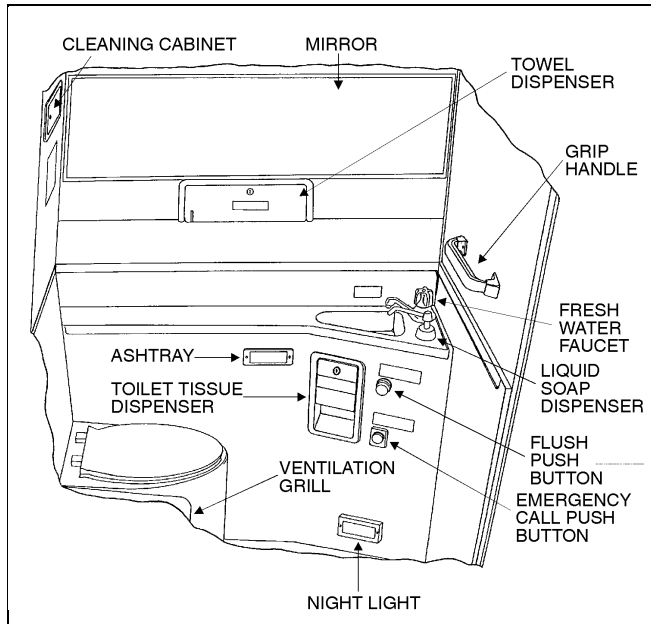 CLEANING CABINET
MIRROR
TOWEL
DISPENSER
GRIP
HANDLE
FRESH
WATER
FAUCET
ASHTRAY
LIQUID
SOAP
DISPENSER
TOILET TISSUE
DISPENSER
FLUSH
PUSH
BUTTON
VENTILATION
GRILL
EMERGENCY
CALL PUSH
BUTTON
NIGHT LIGHT